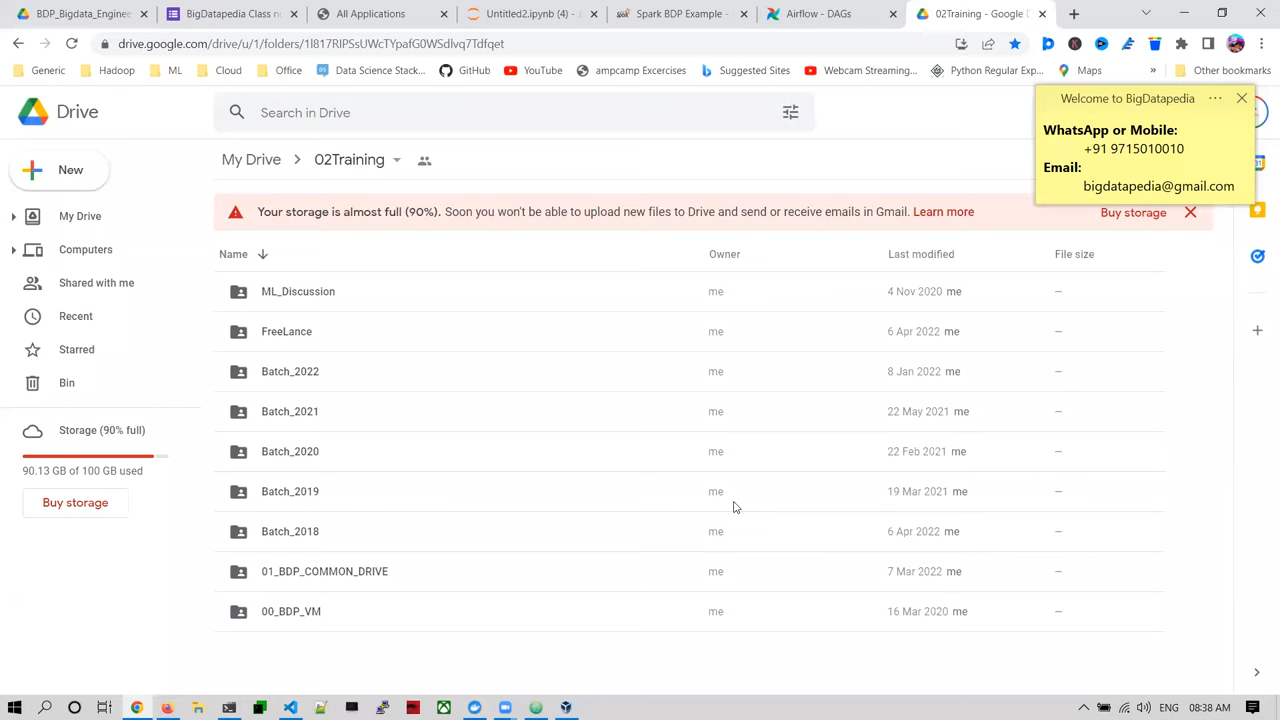 BDP_Bigdata_Engine
BigDatapedia Class n
All Applications
Untitled2.ipynb (4) - J
Spark BDP Example -
Airflow - DAGs
02Training - Google D
drive.google.com/drive/u/1/folders/1l817RIPSsUWcTYpafG0WSdlvq7Tdfqet
Generic
Hadoop
ML
Cloud
Office
Data Science Stack...
GitHub
YouTube
ampcamp Excercises
Suggested Sites
Webcam Streaming...
Python Regular Exp...
Maps
»
Other bookmarks
Drive
Search in Drive
Welcome to BigDatapedia
WhatsApp or Mobile:
+91 9715010010
Email:
bigdatapedia@gmail.com
New
My Drive
Computers
Shared with me
Recent
Starred
Bin
Storage (90% full)
90.13 GB of 100 GB used
Buy storage
My Drive > 02Training
Your storage is almost full (90%). Soon you won't be able to upload new files to Drive and send or receive emails in Gmail. Learn more
Buy storage
Name Owner Last modified File size
ML_Discussion me 4 Nov 2020 me –
FreeLance me 6 Apr 2022 me –
Batch_2022 me 8 Jan 2022 me –
Batch_2021 me 22 May 2021 me –
Batch_2020 me 22 Feb 2021 me –
Batch_2019 me 19 Mar 2021 me –
Batch_2018 me 6 Apr 2022 me –
01_BDP_COMMON_DRIVE me 7 Mar 2022 me –
00_BDP_VM me 16 Mar 2020 me –
ENG 08:38 AM